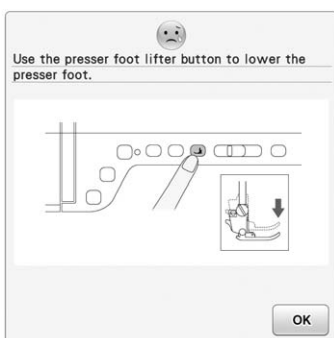 Use the presser foot lifter button to lower the
presser foot.
OK